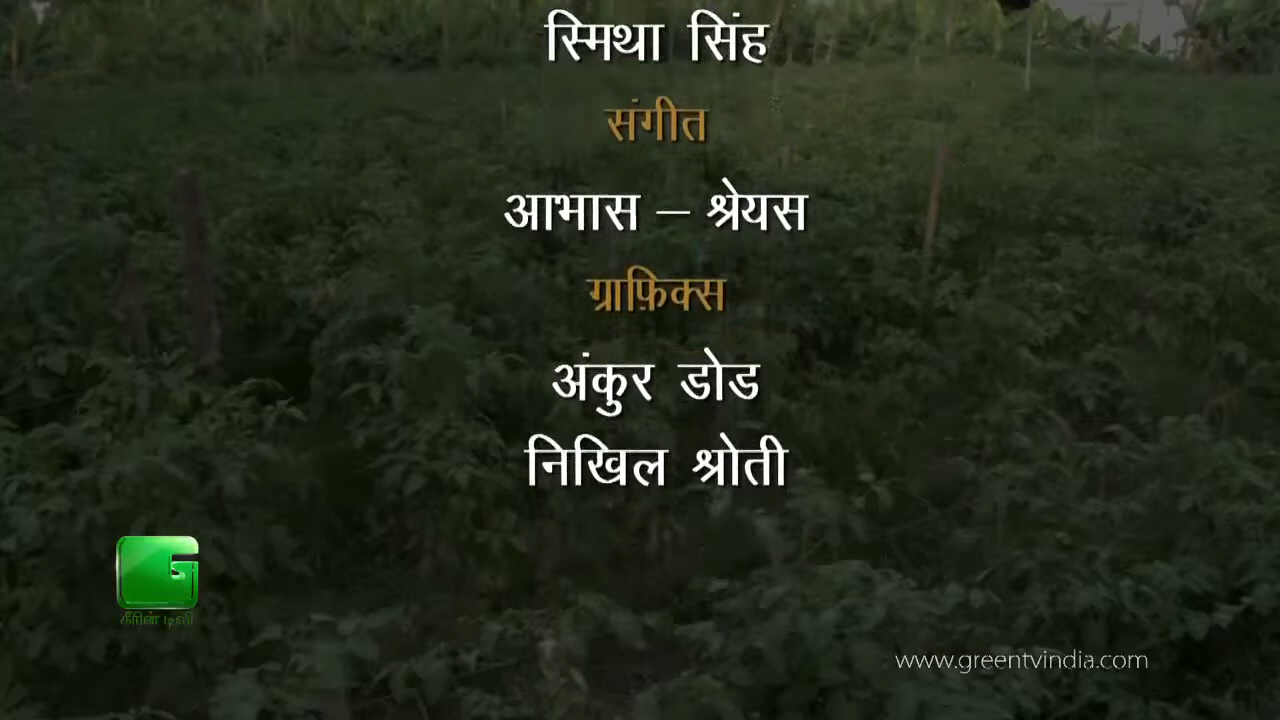 स्मिथा सिंह
संगीत
आभास – श्रेयस
ग्राफ़िक्स
अंकुर डोड
निखिल श्रोती
கிரீன் டிவி
www.greentvindia.com